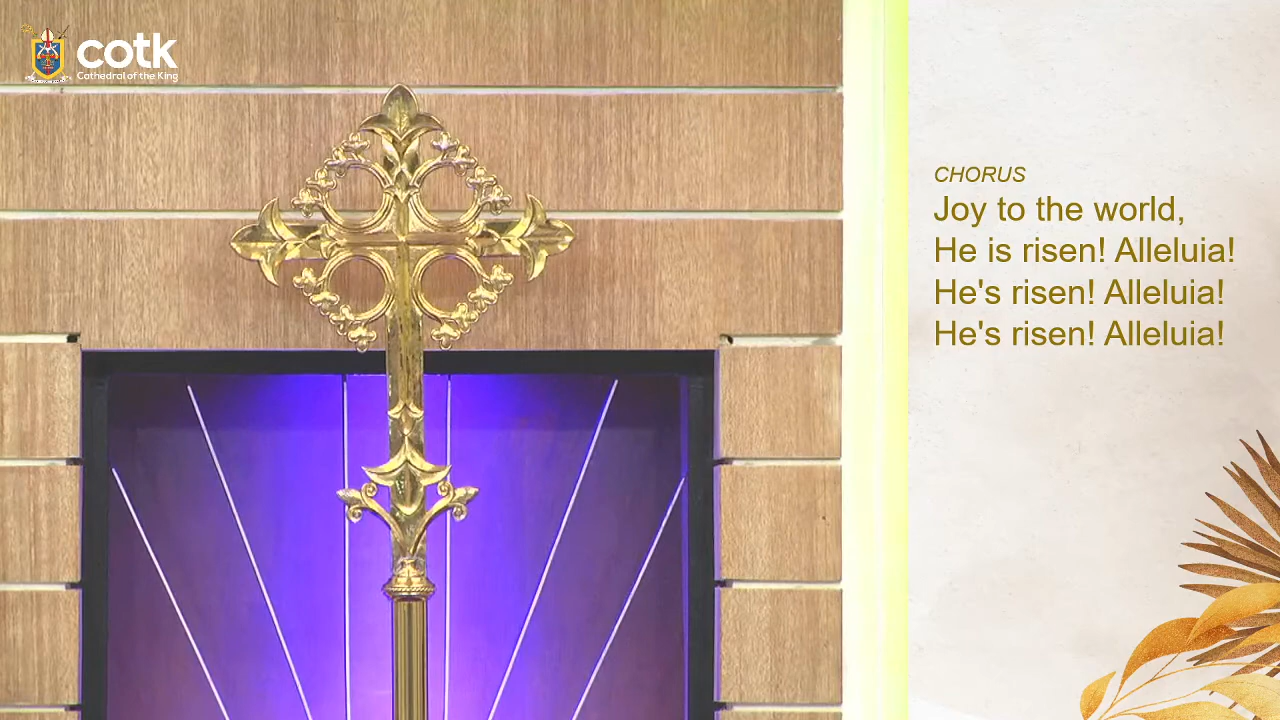 cotk
Cathedral of the King
CHORUS
Joy to the world,
He is risen! Alleluia!
He's risen! Alleluia!
He's risen! Alleluia!